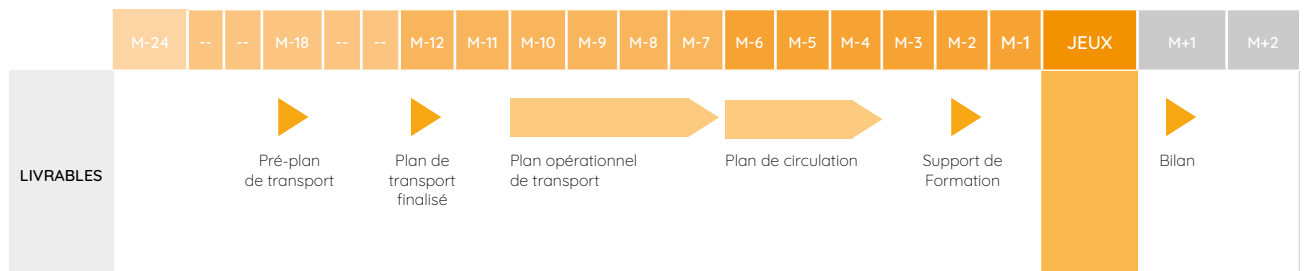 M-24 -- -- M-18 -- -- M-12 M-11 M-10 M-9 M-8 M-7 M-6 M-5 M-4 M-3 M-2 M-1 JEUX M+1 M+2
LIVRABLES
Pré-plan
de transport
Plan de
transport
finalisé
Plan opérationnel
de transport
Plan de circulation
Support de
Formation
Bilan